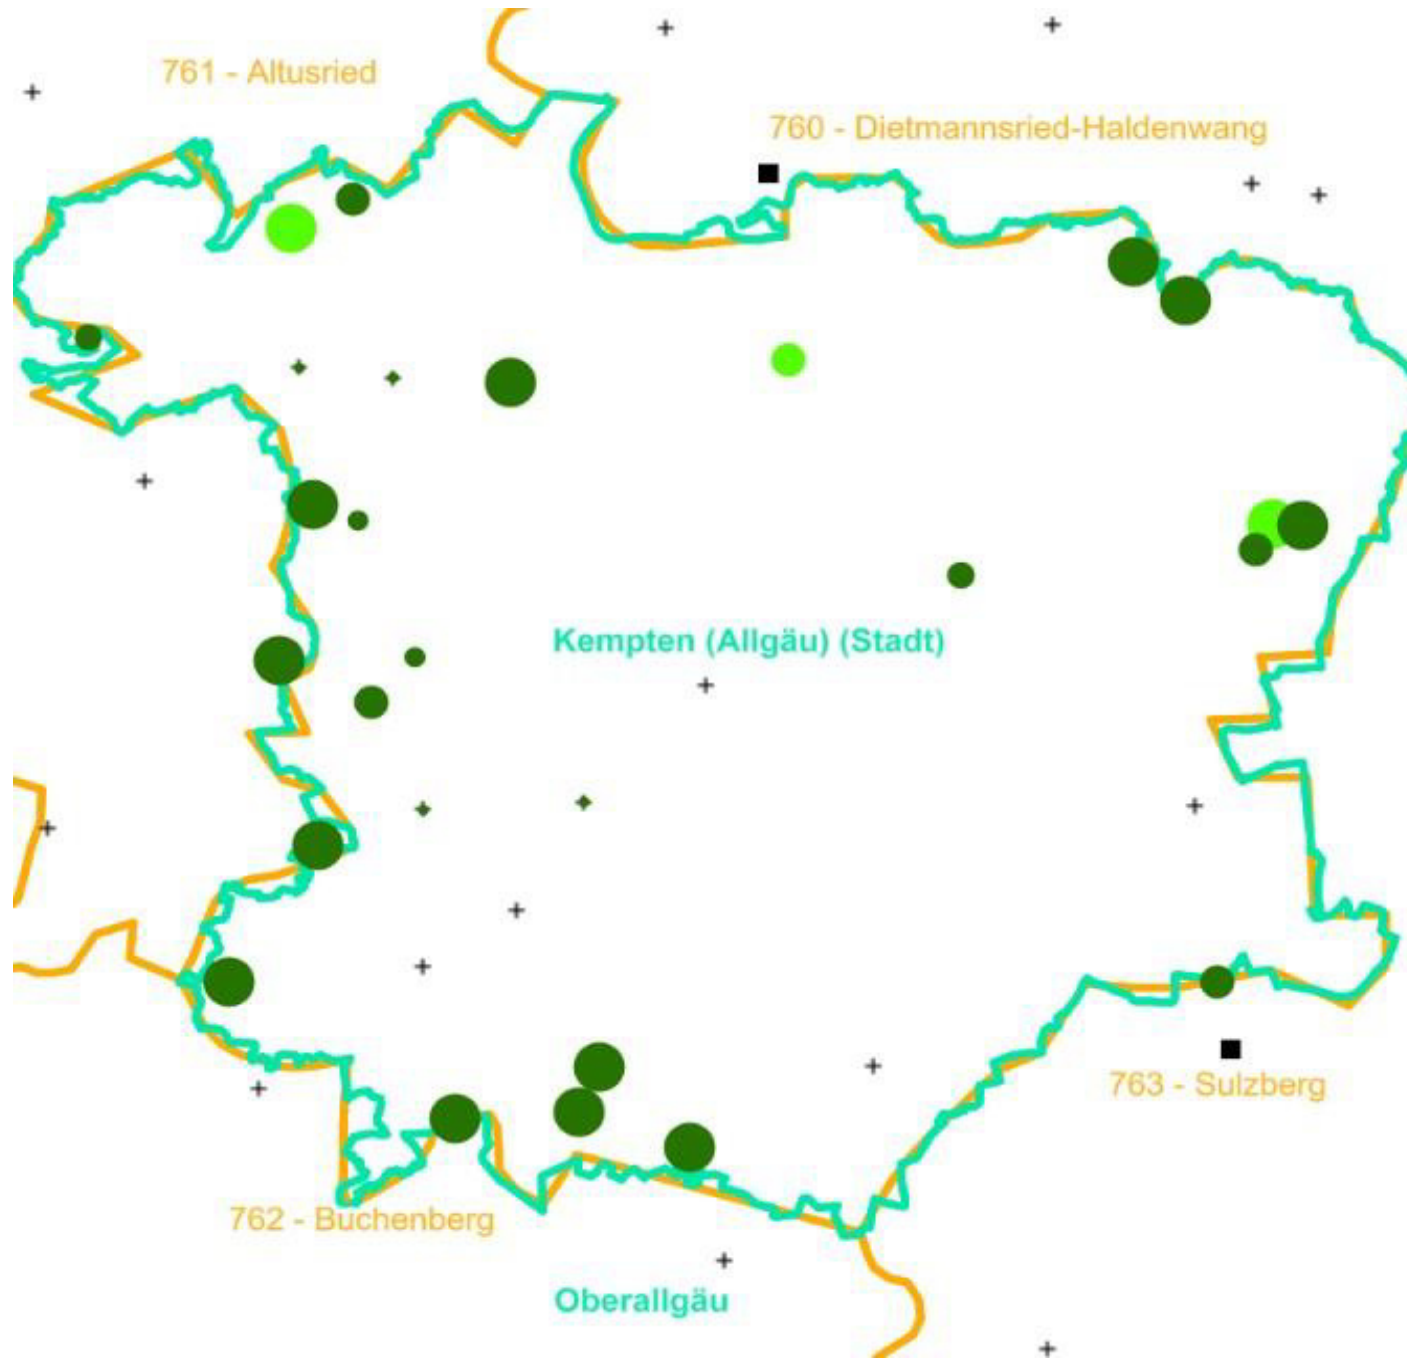 761 - Altusried
760 - Dietmannsried-Haldenwang
Kempten (Allgäu) (Stadt)
763 - Sulzberg
762 - Buchenberg
Oberallgäu